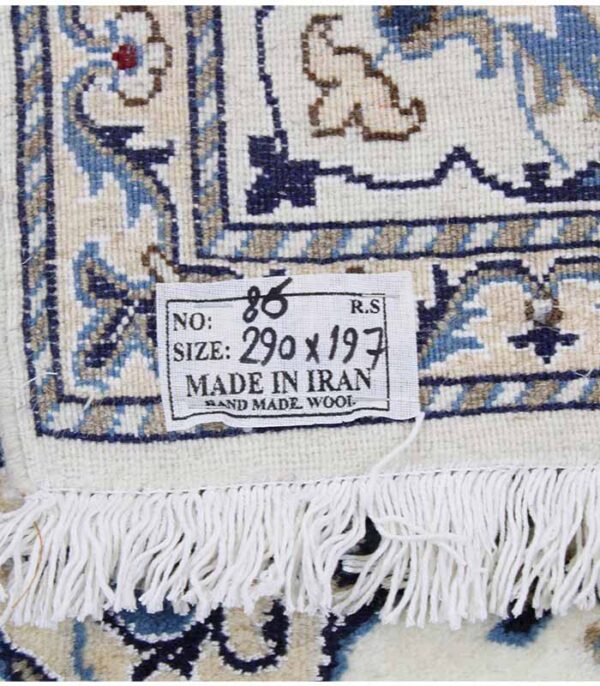 R.S
NO: 86
SIZE: 290 x 197
MADE IN IRAN
HAND MADE. WOOL